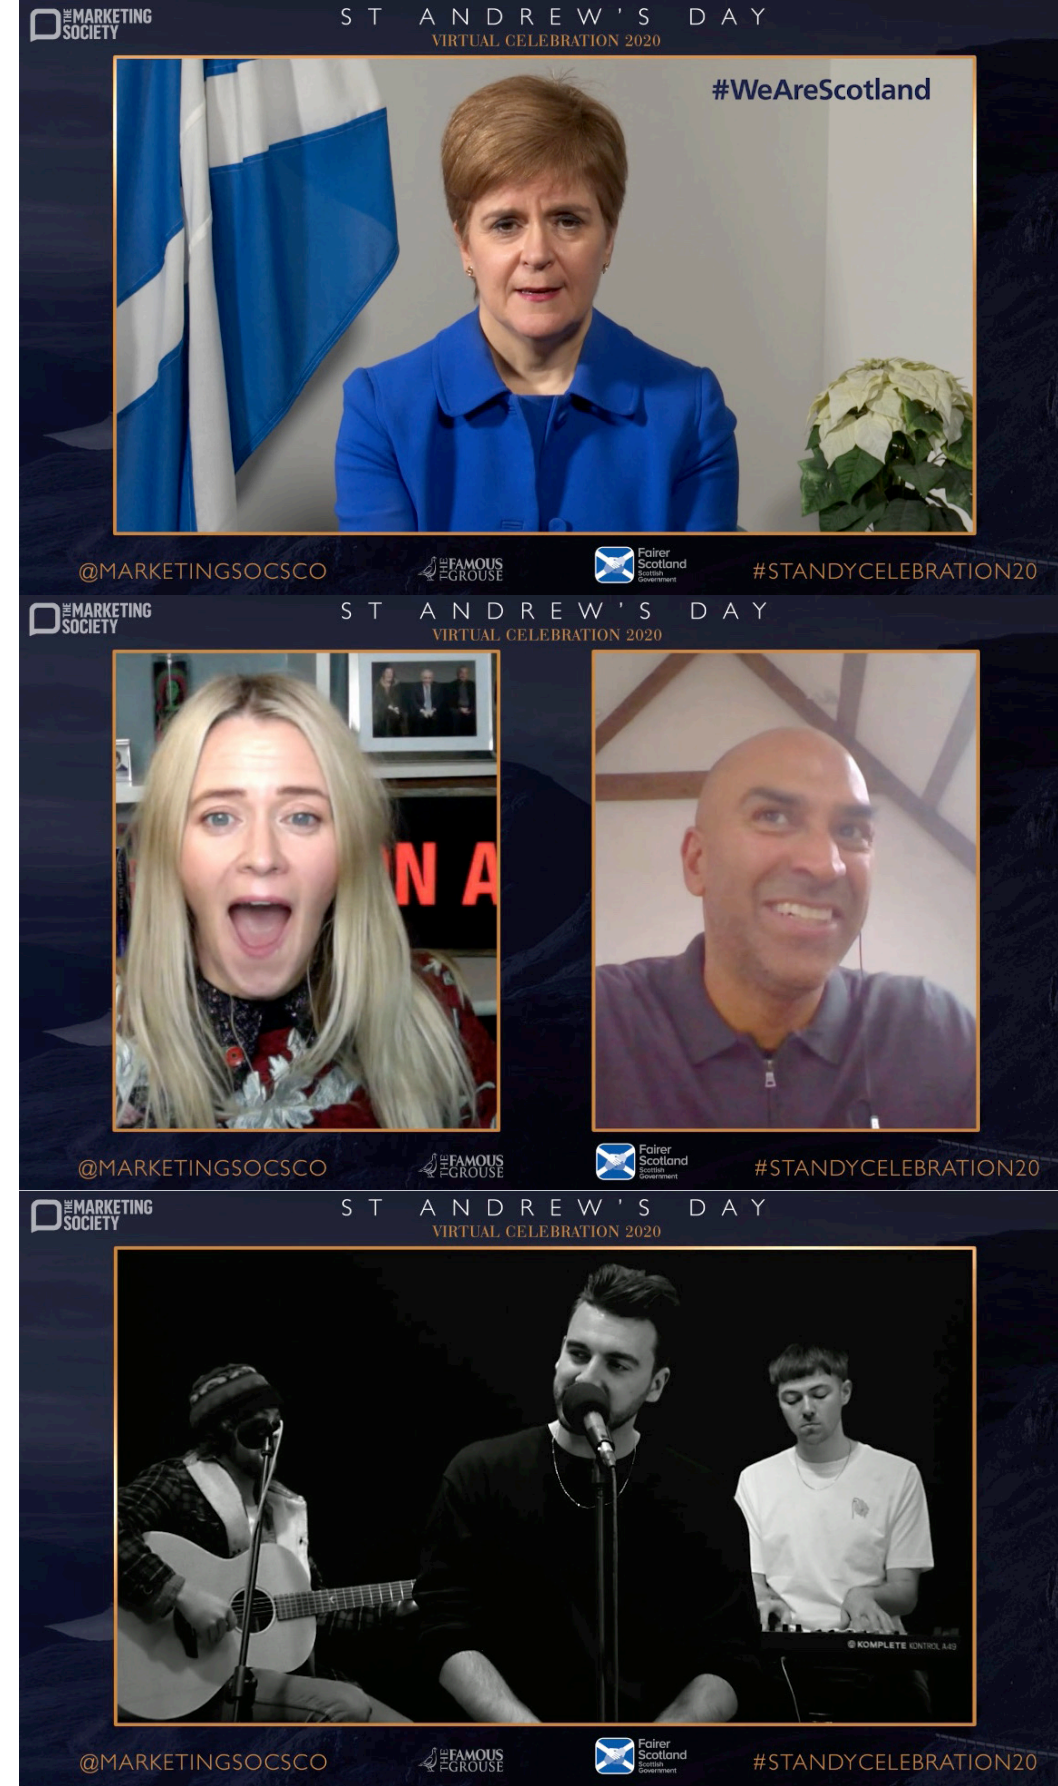 THE MARKETING SOCIETY
ST ANDREW'S DAY
VIRTUAL CELEBRATION 2020
#WeAreScotland
@MARKETINGSOCSCO
THE FAMOUS GROUSE
Fairer
Scotland
Scottish
Government
#STANDYCELEBRATION20
THE MARKETING SOCIETY
ST ANDREW'S DAY
VIRTUAL CELEBRATION 2020
N A
@MARKETINGSOCSCO
THE FAMOUS GROUSE
Fairer
Scotland
Scottish
Government
#STANDYCELEBRATION20
THE MARKETING SOCIETY
ST ANDREW'S DAY
VIRTUAL CELEBRATION 2020
KOMPLETE KONTROL A49
@MARKETINGSOCSCO
THE FAMOUS GROUSE
Fairer
Scotland
Scottish
Government
#STANDYCELEBRATION20